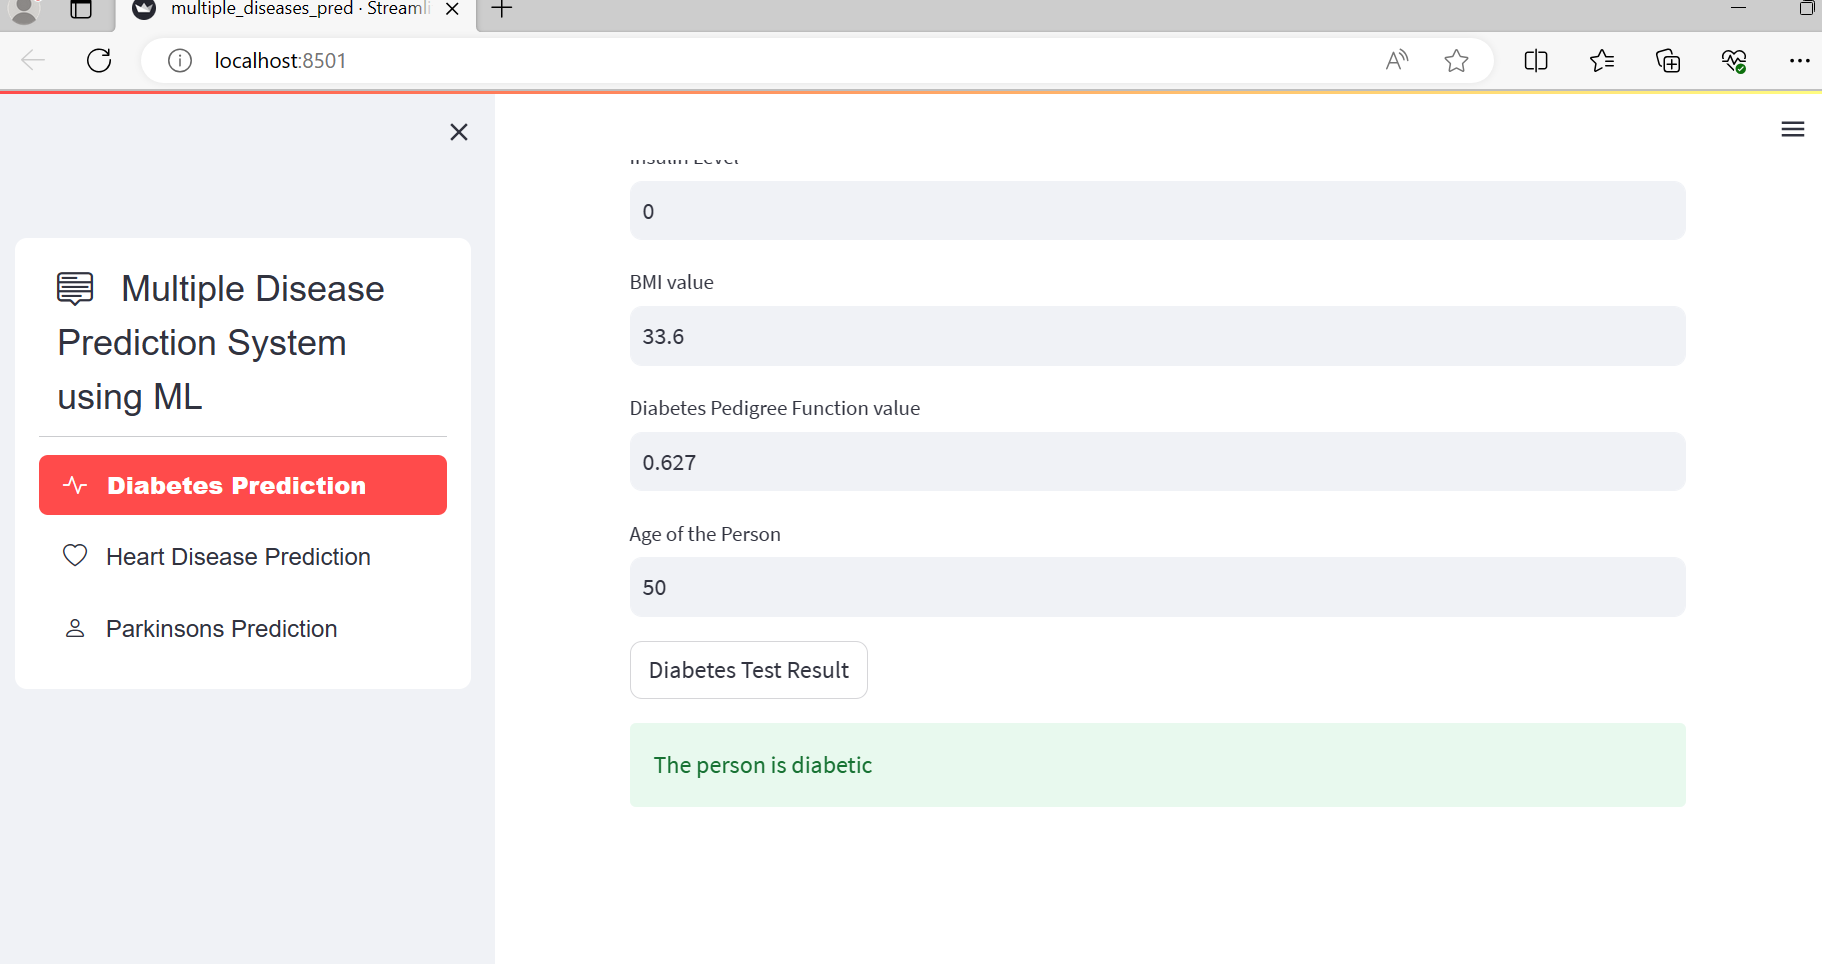 multiple_diseases_pred · Streamli
localhost:8501
Multiple Disease
Prediction System
using ML
Diabetes Prediction
Heart Disease Prediction
Parkinsons Prediction
Insulin Level
0
BMI value
33.6
Diabetes Pedigree Function value
0.627
Age of the Person
50
Diabetes Test Result
The person is diabetic